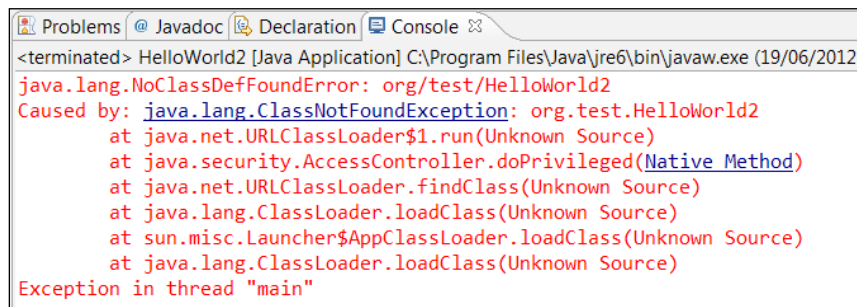 Problems @ Javadoc Declaration Console
<terminated> HelloWorld2 [Java Application] C:\Program Files\Java\jre6\bin\javaw.exe (19/06/2012
java.lang.NoClassDefFoundError: org/test/HelloWorld2
Caused by: java.lang.ClassNotFoundException: org.test.HelloWorld2
at java.net.URLClassLoader$1.run(Unknown Source)
at java.security.AccessController.doPrivileged(Native Method)
at java.net.URLClassLoader.findClass(Unknown Source)
at java.lang.ClassLoader.loadClass(Unknown Source)
at sun.misc.Launcher$AppClassLoader.loadClass(Unknown Source)
at java.lang.ClassLoader.loadClass(Unknown Source)
Exception in thread "main"